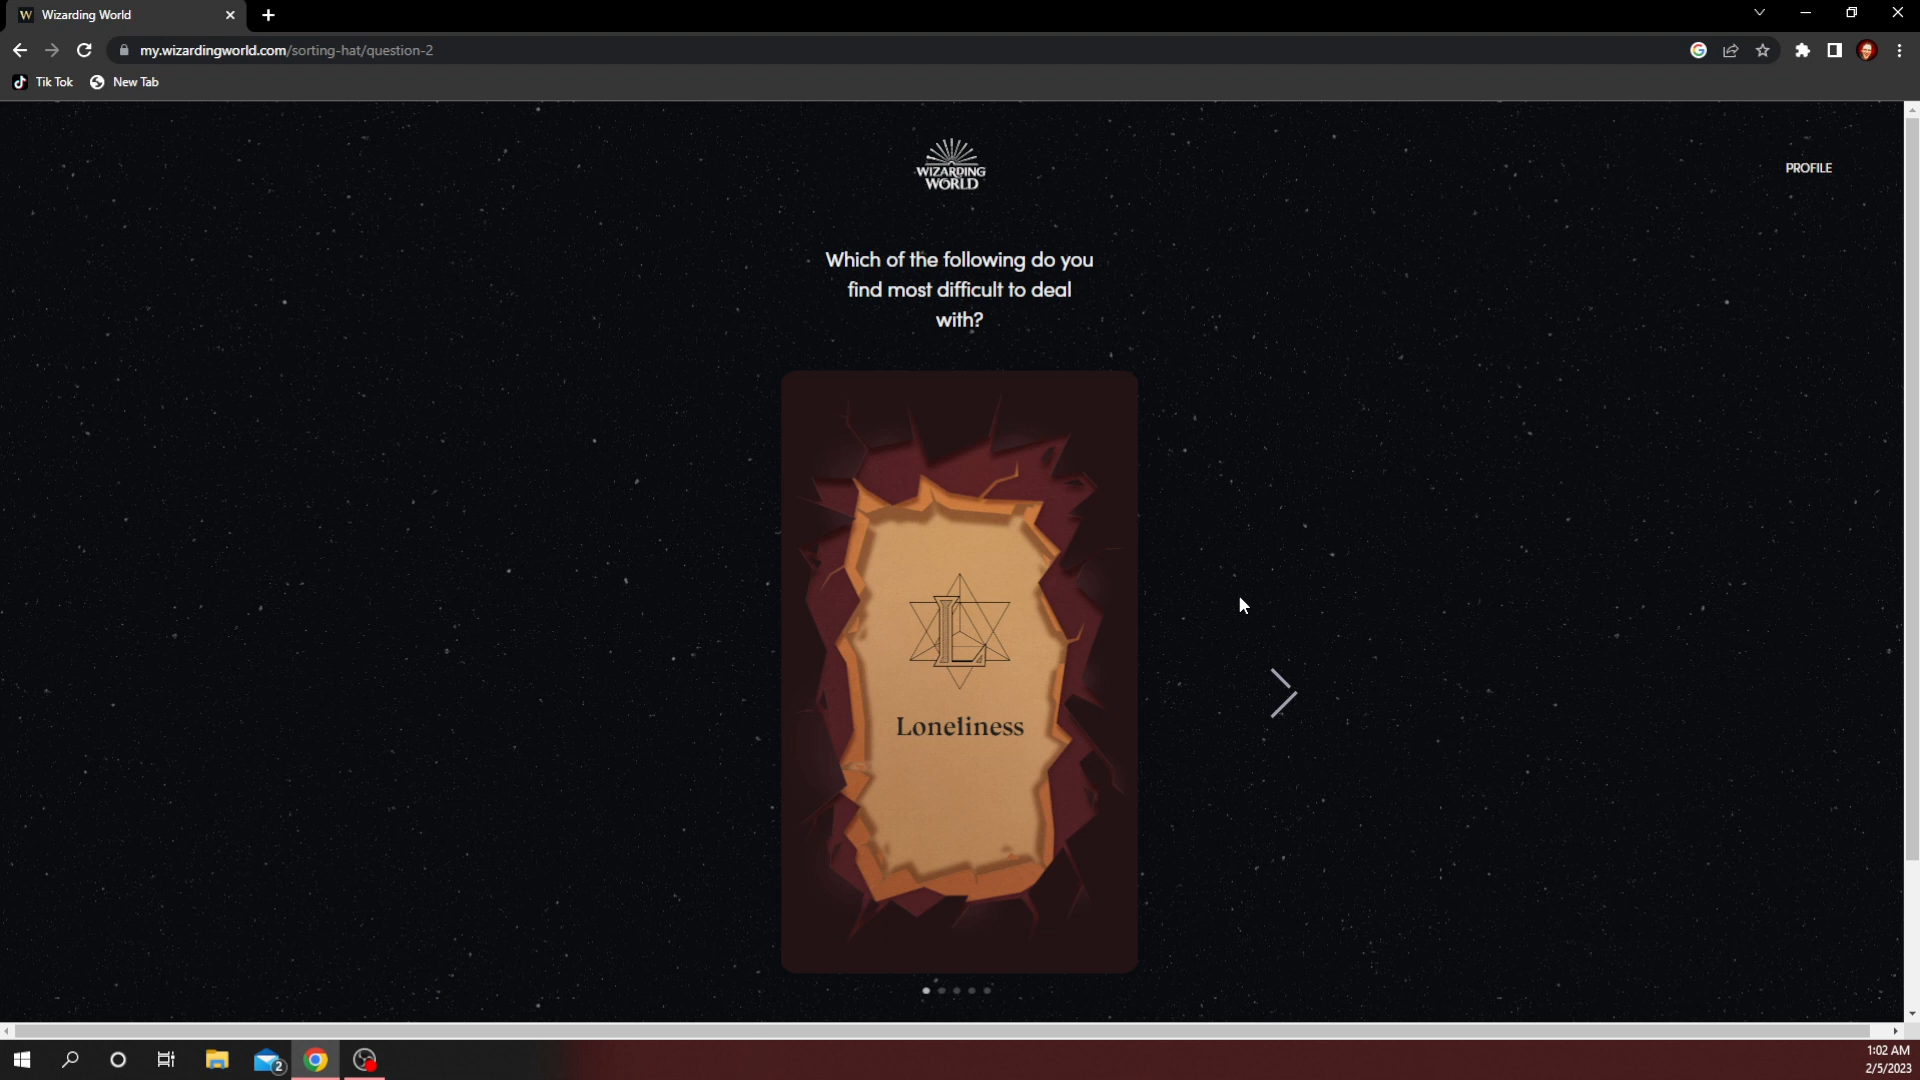 W Wizarding World
my.wizardingworld.com/sorting-hat/question-2
Tik Tok New Tab
WIZARDING
WORLD
PROFILE
Which of the following do you
find most difficult to deal
with?
L
Loneliness
2
1:02 AM
2/5/2023